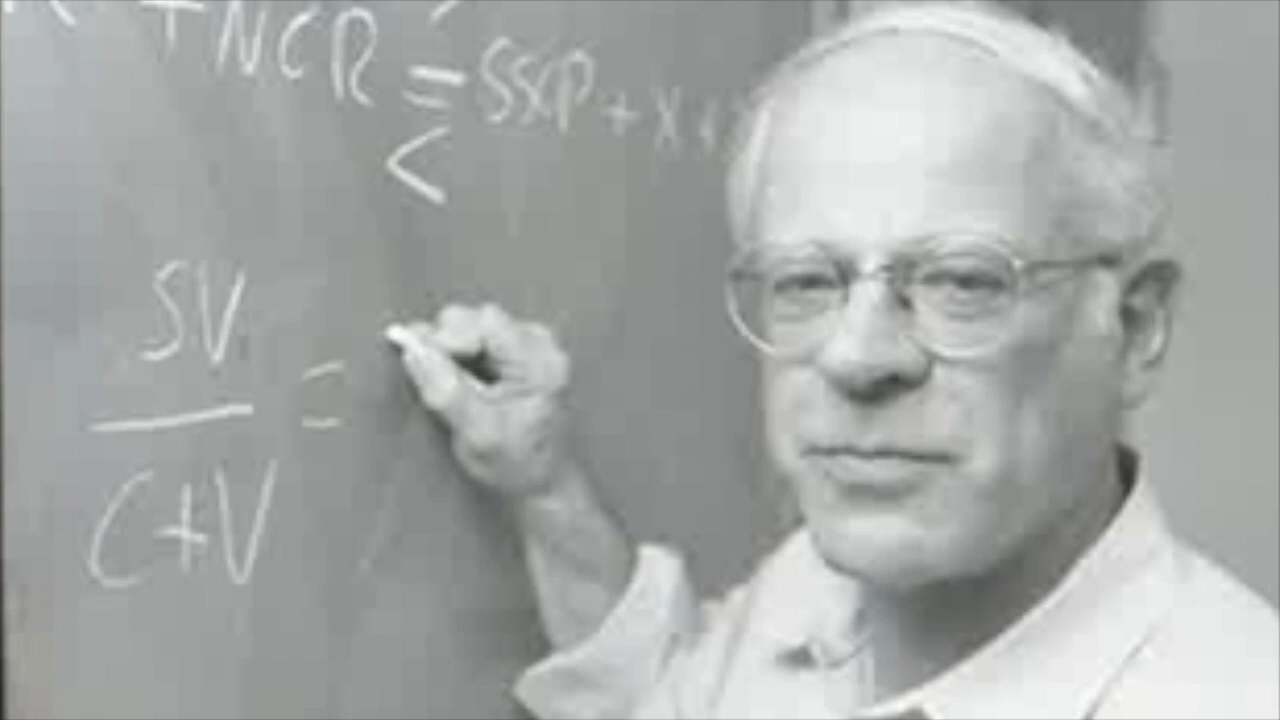 +NCR ≤ SSXP + X +
<
SV
— =
C+V